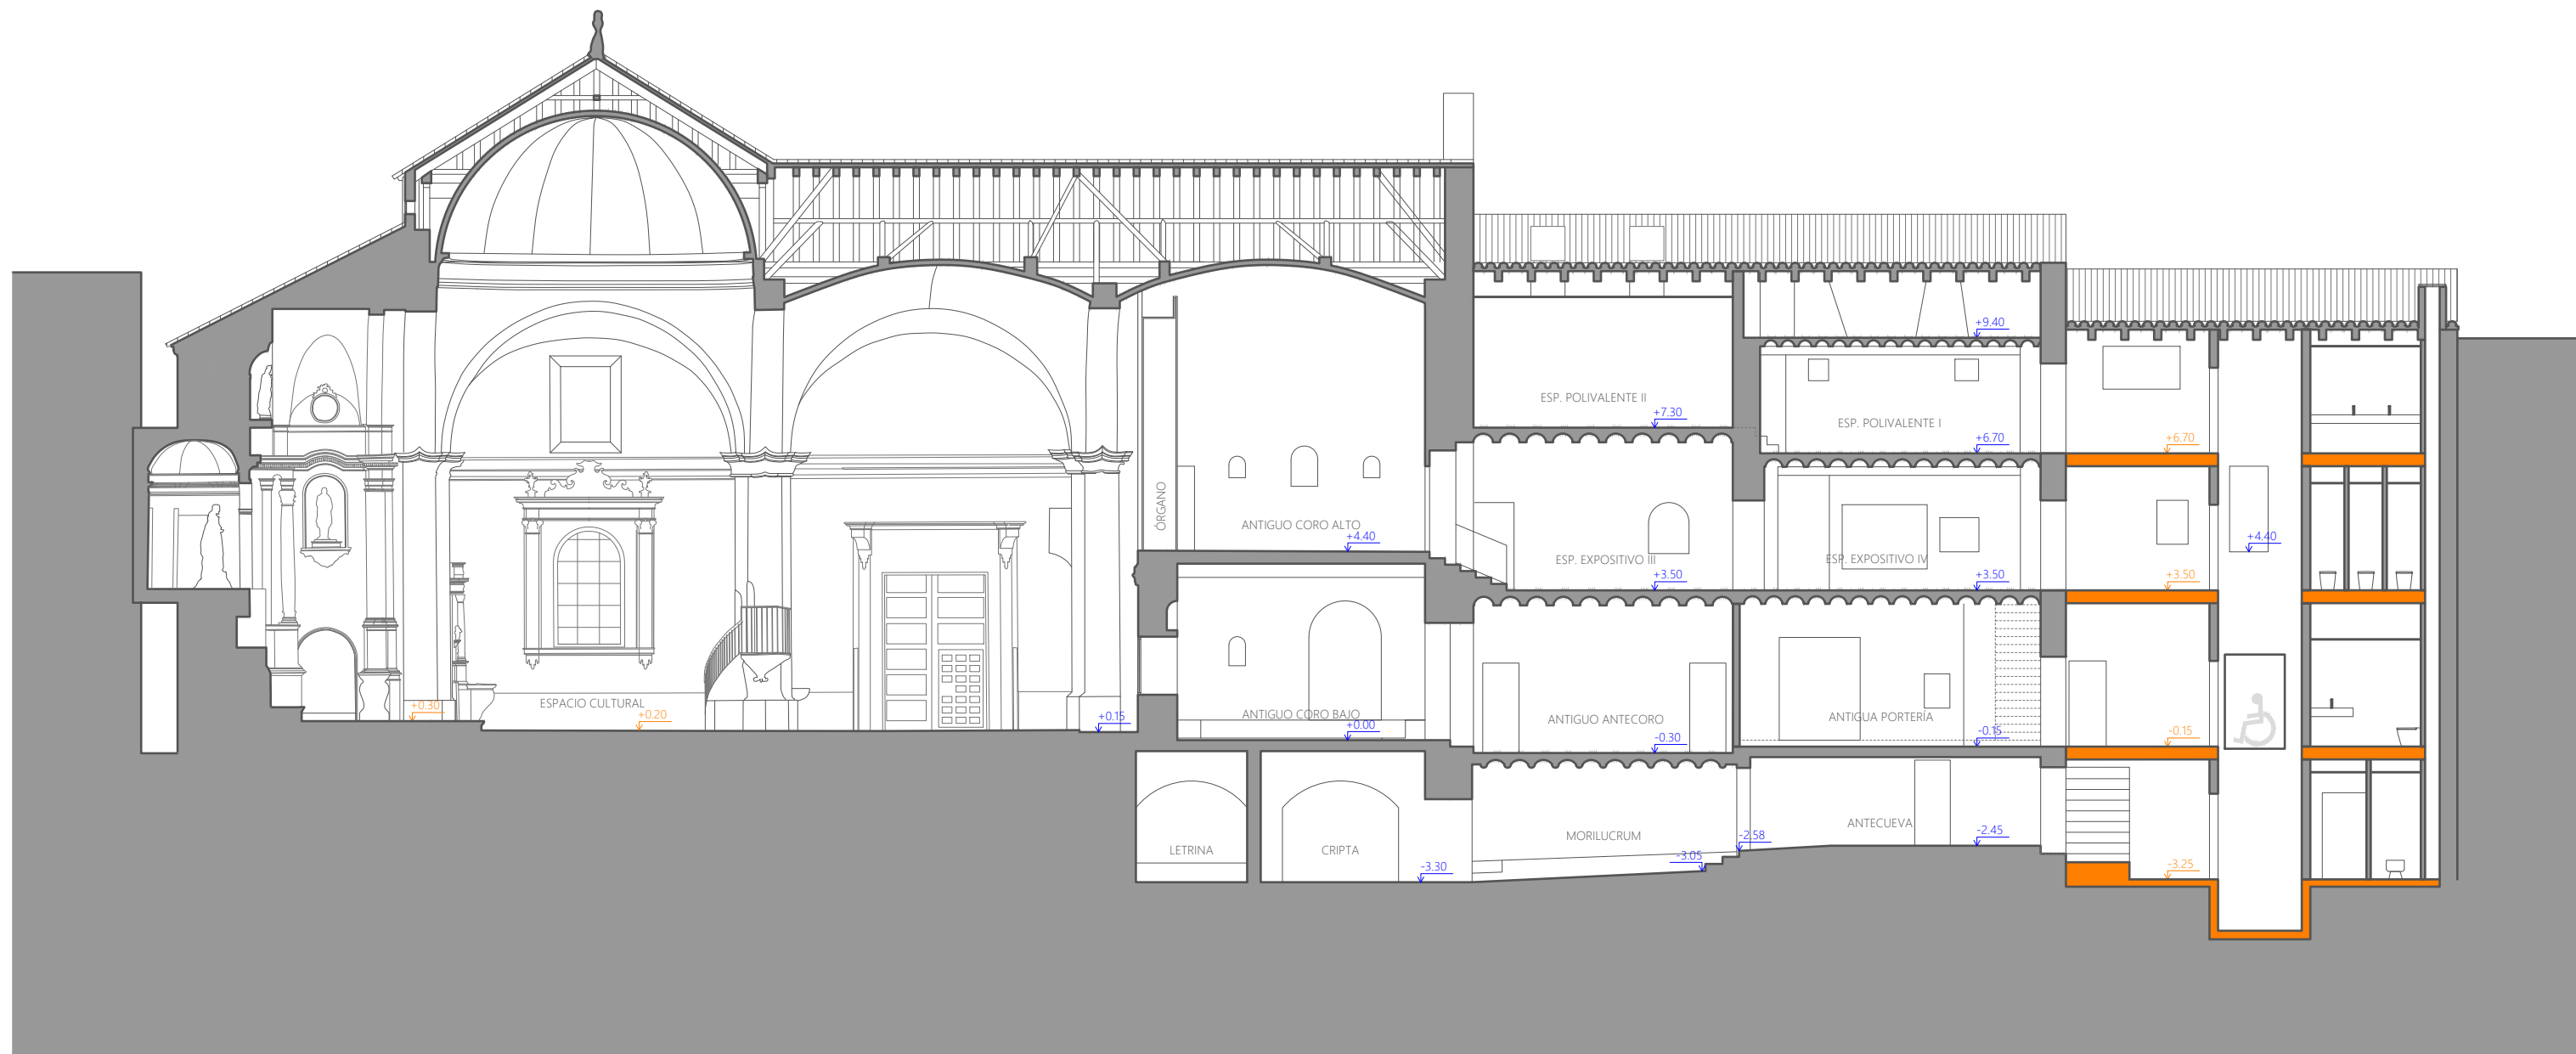 +9.40
ESP. POLIVALENTE II
+7.30
ESP. POLIVALENTE I
+6.70
+6.70
ÓRGANO
ANTIGUO CORO ALTO
+4.40
+4.40
ESP. EXPOSITIVO III
ESP. EXPOSITIVO IV
+3.50
+3.50
+3.50
ESPACIO CULTURAL
+0.30
+0.20
+0.15
ANTIGUO CORO BAJO
+0.00
ANTIGUO ANTECORO
-0.30
ANTIGUA PORTERÍA
-0.15
-0.15
LETRINA
CRIPTA
-3.30
MORILUCRUM
-3.05
-2.58
ANTECUEVA
-2.45
-3.25